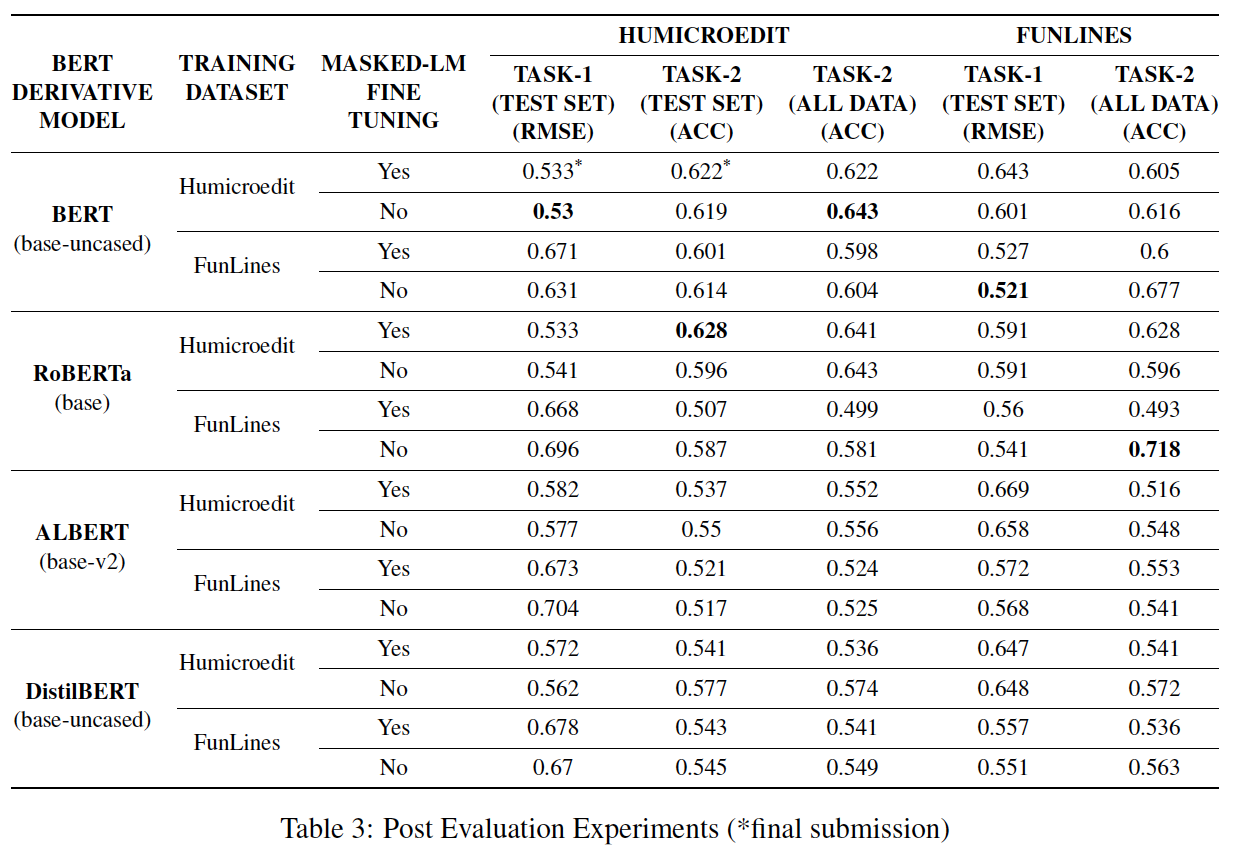 BERT DERIVATIVE MODEL | TRAINING DATASET | MASKED-LM FINE TUNING | HUMICROEDIT | FUNLINES
TASK-1 (TEST SET) (RMSE) | TASK-2 (TEST SET) (ACC) | TASK-2 (ALL DATA) (ACC) | TASK-1 (TEST SET) (RMSE) | TASK-2 (ALL DATA) (ACC)
BERT (base-uncased) | Humicroedit | Yes | 0.533* | 0.622* | 0.622 | 0.643 | 0.605
No | 0.53 | 0.619 | 0.643 | 0.601 | 0.616
FunLines | Yes | 0.671 | 0.601 | 0.598 | 0.527 | 0.6
No | 0.631 | 0.614 | 0.604 | 0.521 | 0.677
RoBERTa (base) | Humicroedit | Yes | 0.533 | 0.628 | 0.641 | 0.591 | 0.628
No | 0.541 | 0.596 | 0.643 | 0.591 | 0.596
FunLines | Yes | 0.668 | 0.507 | 0.499 | 0.56 | 0.493
No | 0.696 | 0.587 | 0.581 | 0.541 | 0.718
ALBERT (base-v2) | Humicroedit | Yes | 0.582 | 0.537 | 0.552 | 0.669 | 0.516
No | 0.577 | 0.55 | 0.556 | 0.658 | 0.548
FunLines | Yes | 0.673 | 0.521 | 0.524 | 0.572 | 0.553
No | 0.704 | 0.517 | 0.525 | 0.568 | 0.541
DistilBERT (base-uncased) | Humicroedit | Yes | 0.572 | 0.541 | 0.536 | 0.647 | 0.541
No | 0.562 | 0.577 | 0.574 | 0.648 | 0.572
FunLines | Yes | 0.678 | 0.543 | 0.541 | 0.557 | 0.536
No | 0.67 | 0.545 | 0.549 | 0.551 | 0.563
Table 3: Post Evaluation Experiments (*final submission)